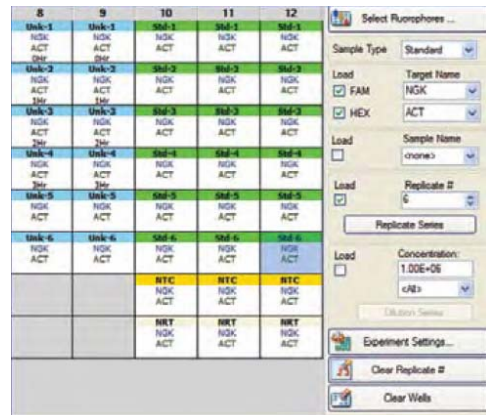 8 9 10 11 12
Unk-1 Unk-1 Std-1 Std-1 Std-1
NGK NGK NGK NGK NGK
ACT ACT ACT ACT ACT
0Hr 0Hr
Unk-2 Unk-2 Std-2 Std-2 Std-2
NGK NGK NGK NGK NGK
ACT ACT ACT ACT ACT
1Hr 1Hr
Unk-3 Unk-3 Std-3 Std-3 Std-3
NGK NGK NGK NGK NGK
ACT ACT ACT ACT ACT
2Hr 2Hr
Unk-4 Unk-4 Std-4 Std-4 Std-4
NGK NGK NGK NGK NGK
ACT ACT ACT ACT ACT
3Hr 3Hr
Unk-5 Unk-5 Std-5 Std-5 Std-5
NGK NGK NGK NGK NGK
ACT ACT ACT ACT ACT
Unk-6 Unk-6 Std-6 Std-6 Std-6
NGK NGK NGK NGK NGK
ACT ACT ACT ACT ACT
NTC NTC NTC
NGK NGK NGK
ACT ACT ACT
NRT NRT NRT
NGK NGK NGK
ACT ACT ACT
Select Fluorophores ...
Sample Type Standard
Load Target Name
FAM NGK
HEX ACT
Load Sample Name
<none>
Load Replicate #
6
Replicate Series
Load Concentration:
1.00E+06
<All>
Dilution Series
Experiment Settings...
Clear Replicate #
Clear Wells